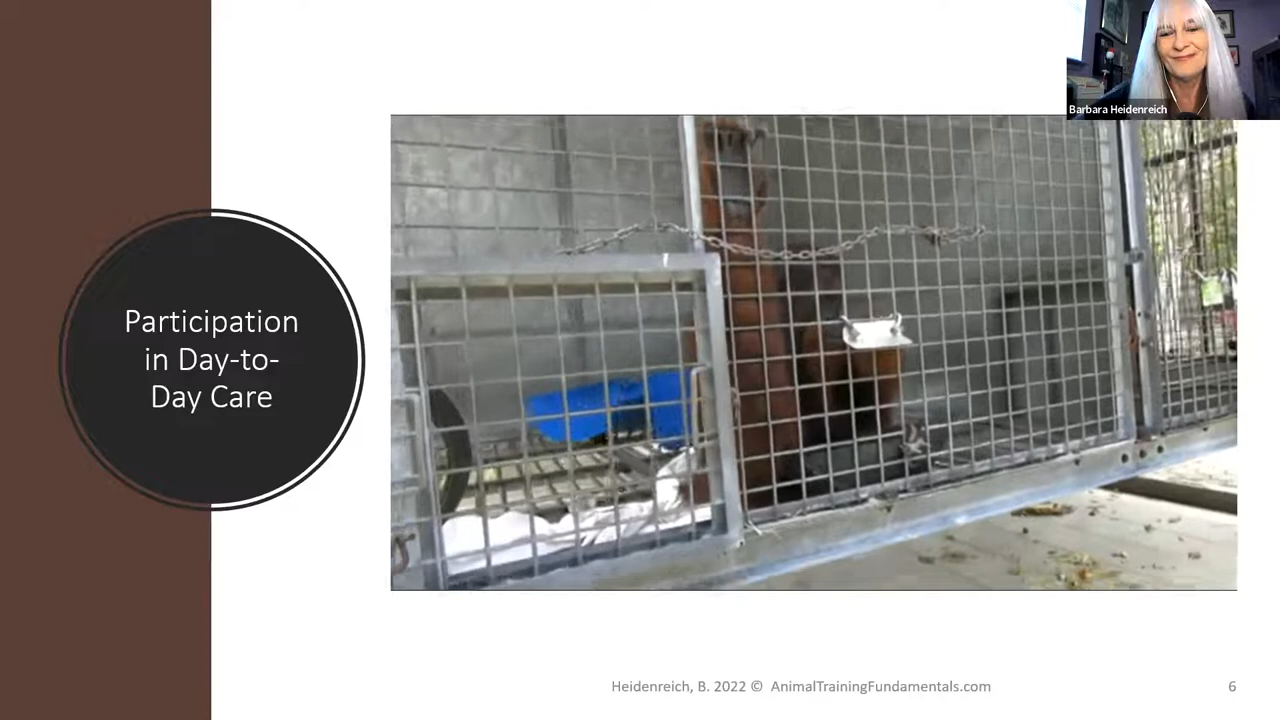 Barbara Heidenreich
Participation
in Day-to-
Day Care
Heidenreich, B. 2022 © AnimalTrainingFundamentals.com
6